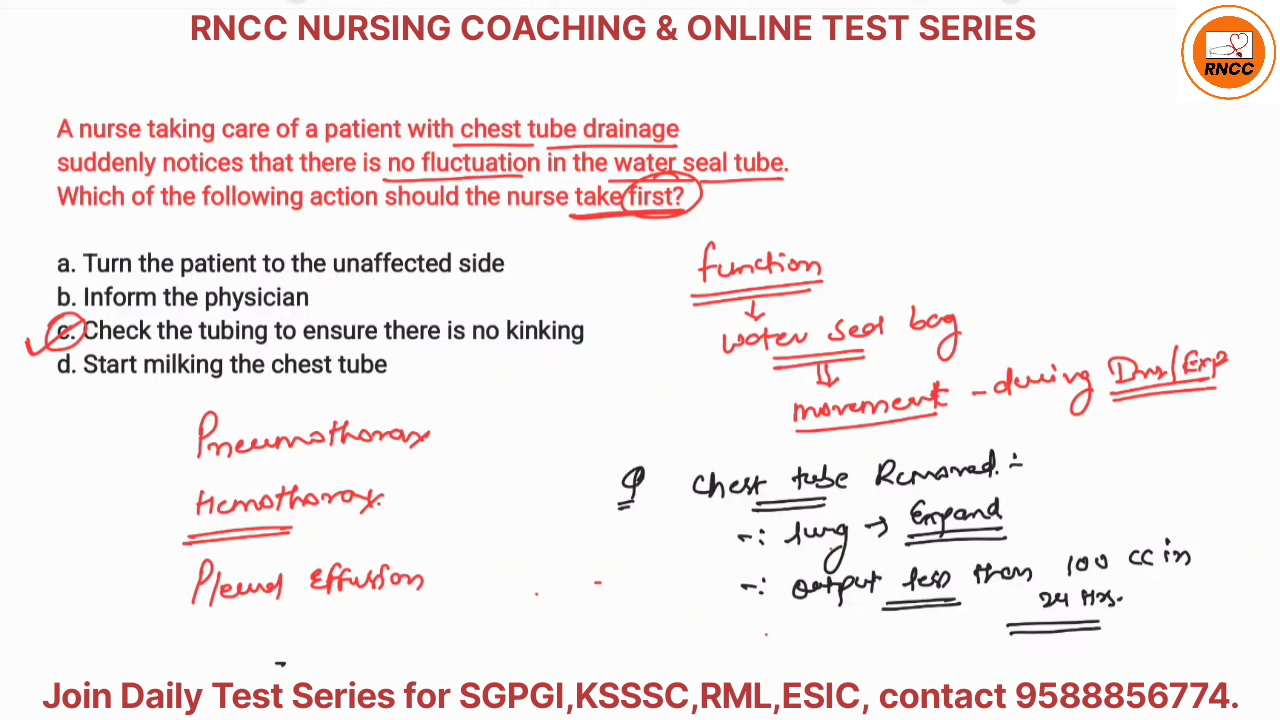 RNCC NURSING COACHING & ONLINE TEST SERIES
RNCC
A nurse taking care of a patient with chest tube drainage
suddenly notices that there is no fluctuation in the water seal tube.
Which of the following action should the nurse take first?
a. Turn the patient to the unaffected side
b. Inform the physician
c. Check the tubing to ensure there is no kinking
d. Start milking the chest tube
function
water seal bag
movement - during Ins/Exp
Pneumothorax
Hemothorax
Pleural Effusion
Chest tube Removed :-
-: lung → Expand
-: output less than 100 cc in
24 Hrs.
Join Daily Test Series for SGPGI,KSSSC,RML,ESIC, contact 9588856774.